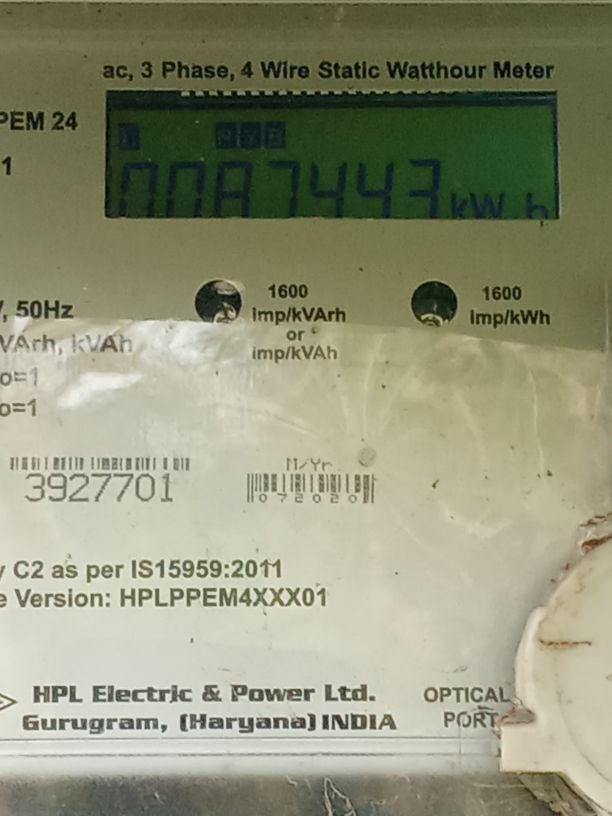 ac, 3 Phase, 4 Wire Static Watthour Meter
PEM 24
1
RYB
0087443 kWh
1600
imp/kVArh
or
imp/kVAh
1600
imp/kWh
, 50Hz
VArh, kVAh
o=1
o=1
3927701
M/Yr
072020
C2 as per IS15959:2011
e Version: HPLPPEM4XXX01
HPL Electric & Power Ltd.
Gurugram, (Haryana) INDIA
OPTICAL
PORT